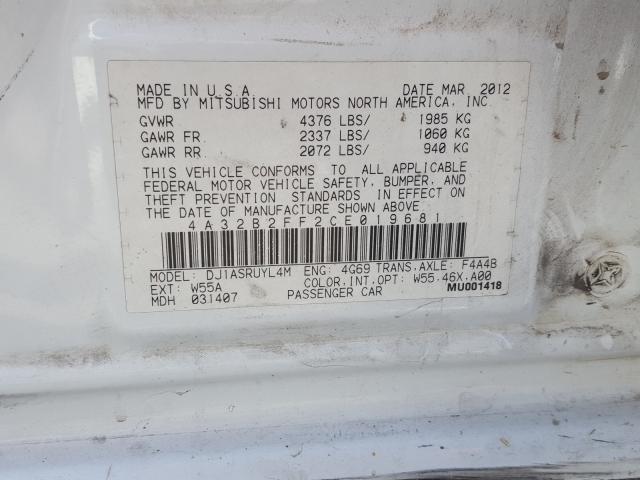 MADE IN U.S.A. DATE MAR. 2012
MFD BY MITSUBISHI MOTORS NORTH AMERICA, INC.
GVWR 4376 LBS/ 1985 KG
GAWR FR. 2337 LBS/ 1060 KG
GAWR RR. 2072 LBS/ 940 KG
THIS VEHICLE CONFORMS TO ALL APPLICABLE
FEDERAL MOTOR VEHICLE SAFETY, BUMPER, AND
THEFT PREVENTION STANDARDS IN EFFECT ON
THE DATE OF MANUFACTURE SHOWN ABOVE.
4A32B2FF2CE019681
MODEL: DJ1ASRUYL4M ENG: 4G69 TRANS.AXLE: F4A4B
EXT: W55A COLOR,INT,OPT: W55.46X.A00
MDH 031407 PASSENGER CAR MU001418